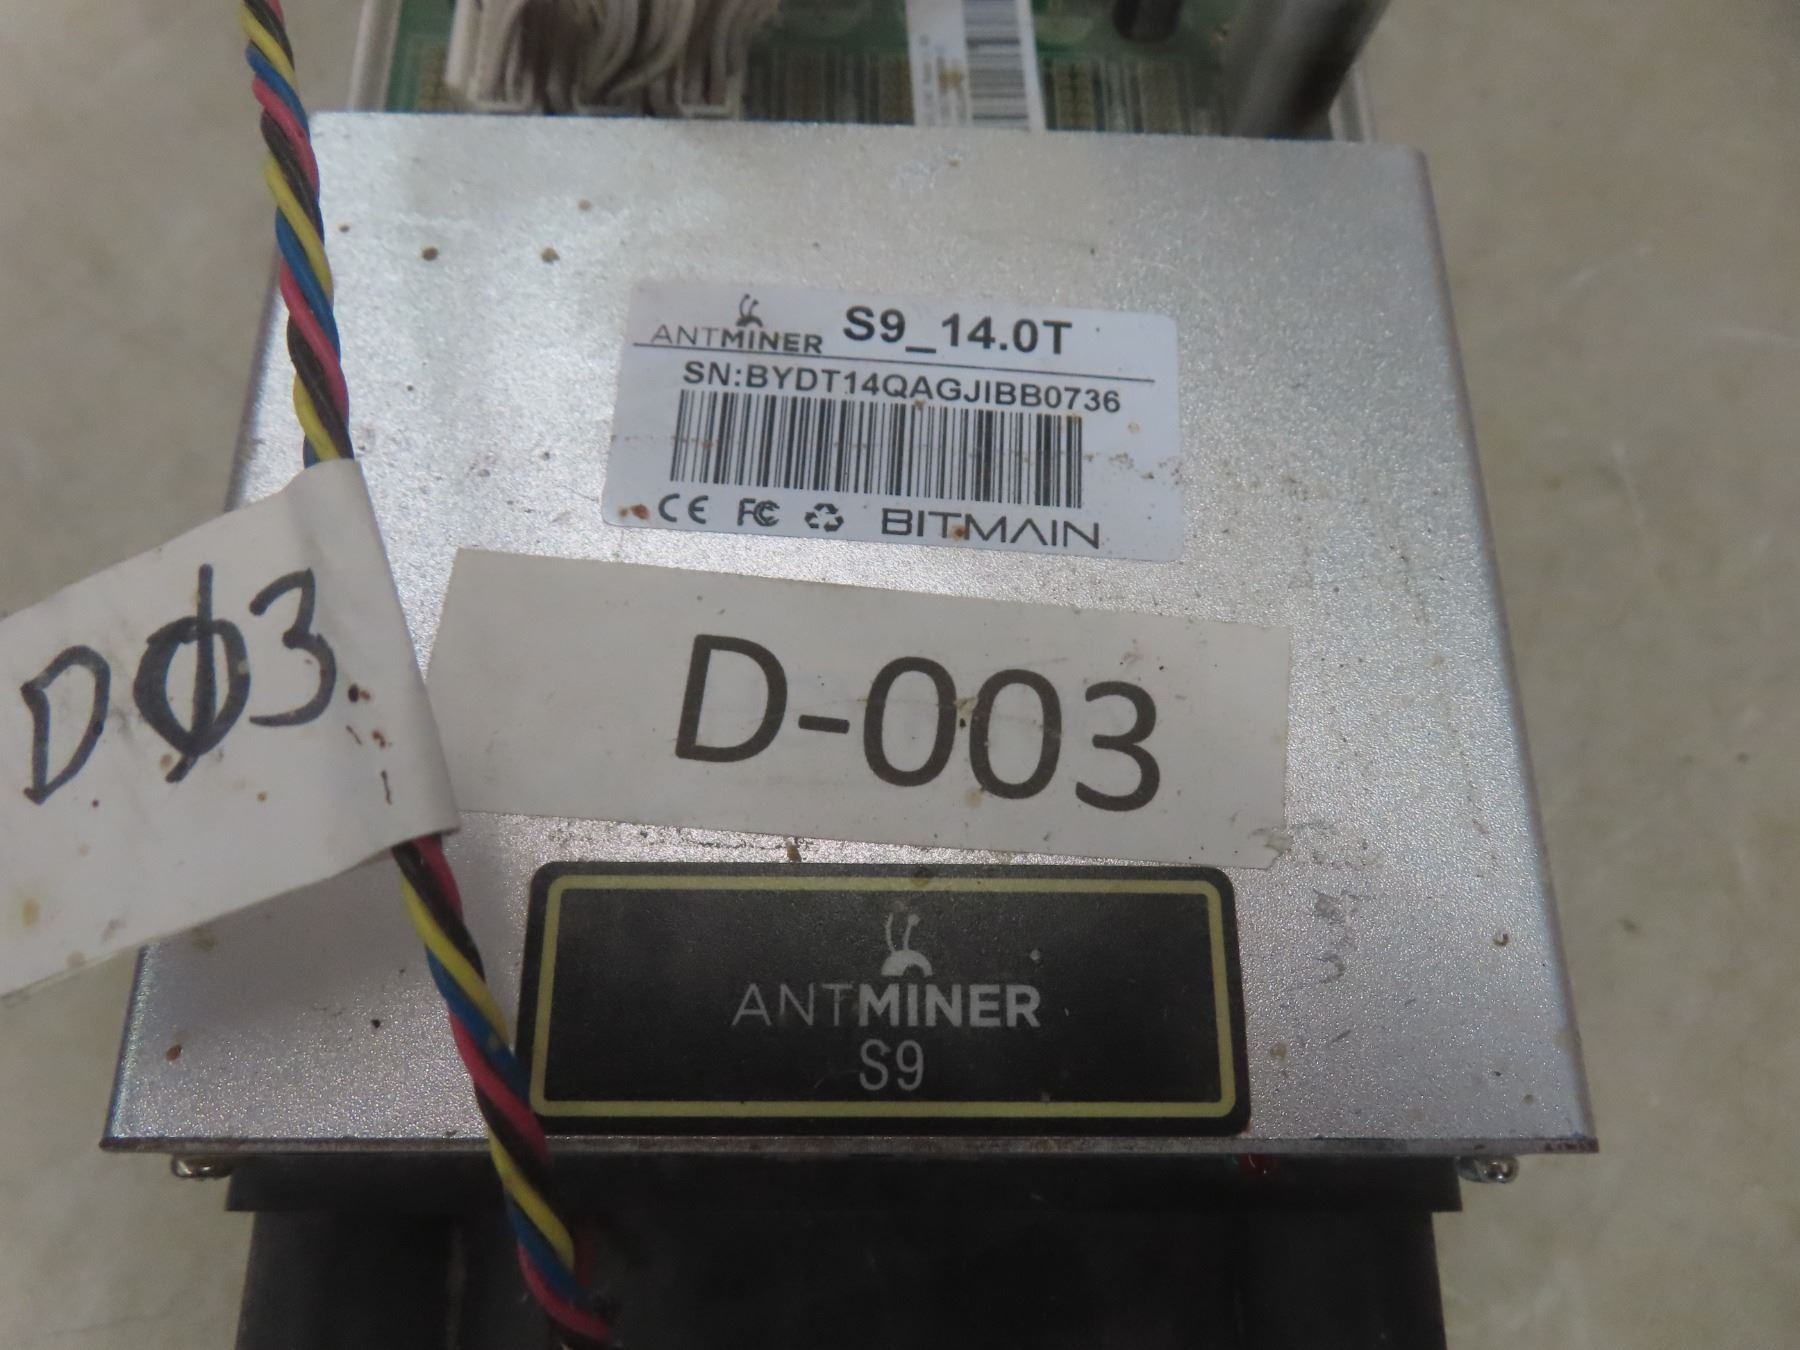 ANTMINER S9_14.0T
SN:BYDT14QAGJIBB0736
CE FC BITMAIN
DØ3
D-003
ANTMINER
S9